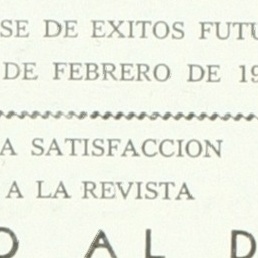 SE DE EXITOS FUTU
DE FEBRERO DE 19
A SATISFACCION
A LA REVISTA
O AL D